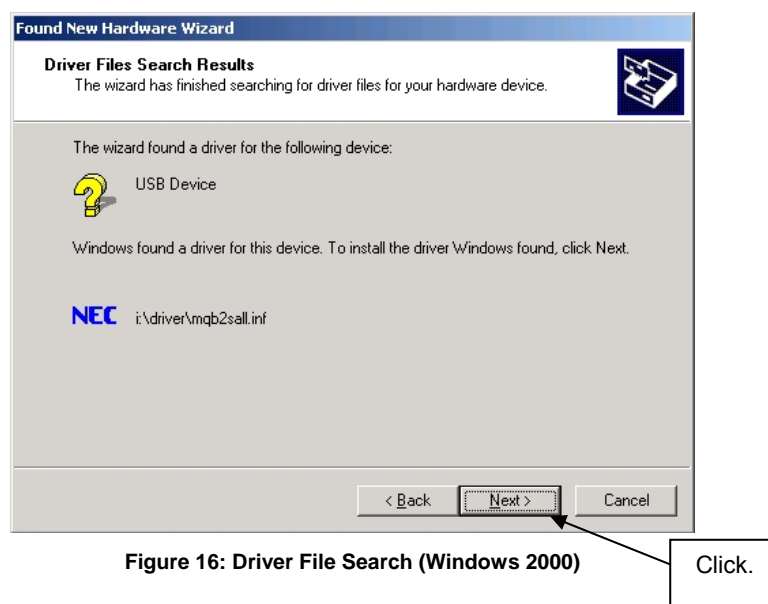 Found New Hardware Wizard
Driver Files Search Results
The wizard has finished searching for driver files for your hardware device.
The wizard found a driver for the following device:
USB Device
Windows found a driver for this device. To install the driver Windows found, click Next.
NEC i:\driver\mqb2sall.inf
< Back Next > Cancel
Figure 16: Driver File Search (Windows 2000)
Click.